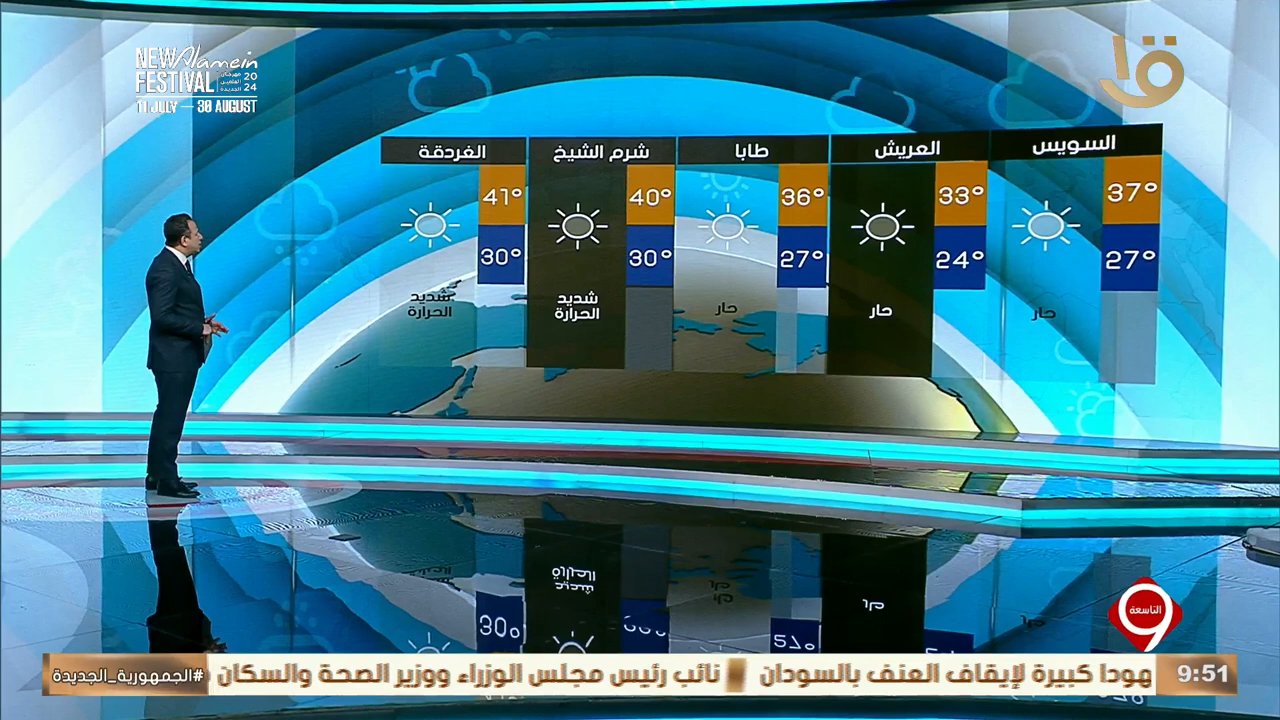 NEW Alamein
FESTIVAL
مهرجان
العلمين
الجديدة
20
24
11 JULY — 30 AUGUST
السويس
العريش
طابا
شرم الشيخ
الغردقة
37°
33°
36°
40°
41°
27°
24°
27°
30°
30°
حار
حار
حار
شديد
الحرارة
شديد
الحرارة
التاسعة
9
9:51
هودا كبيرة لإيقاف العنف بالسودان
نائب رئيس مجلس الوزراء ووزير الصحة والسكان
#الجمهورية_الجديدة